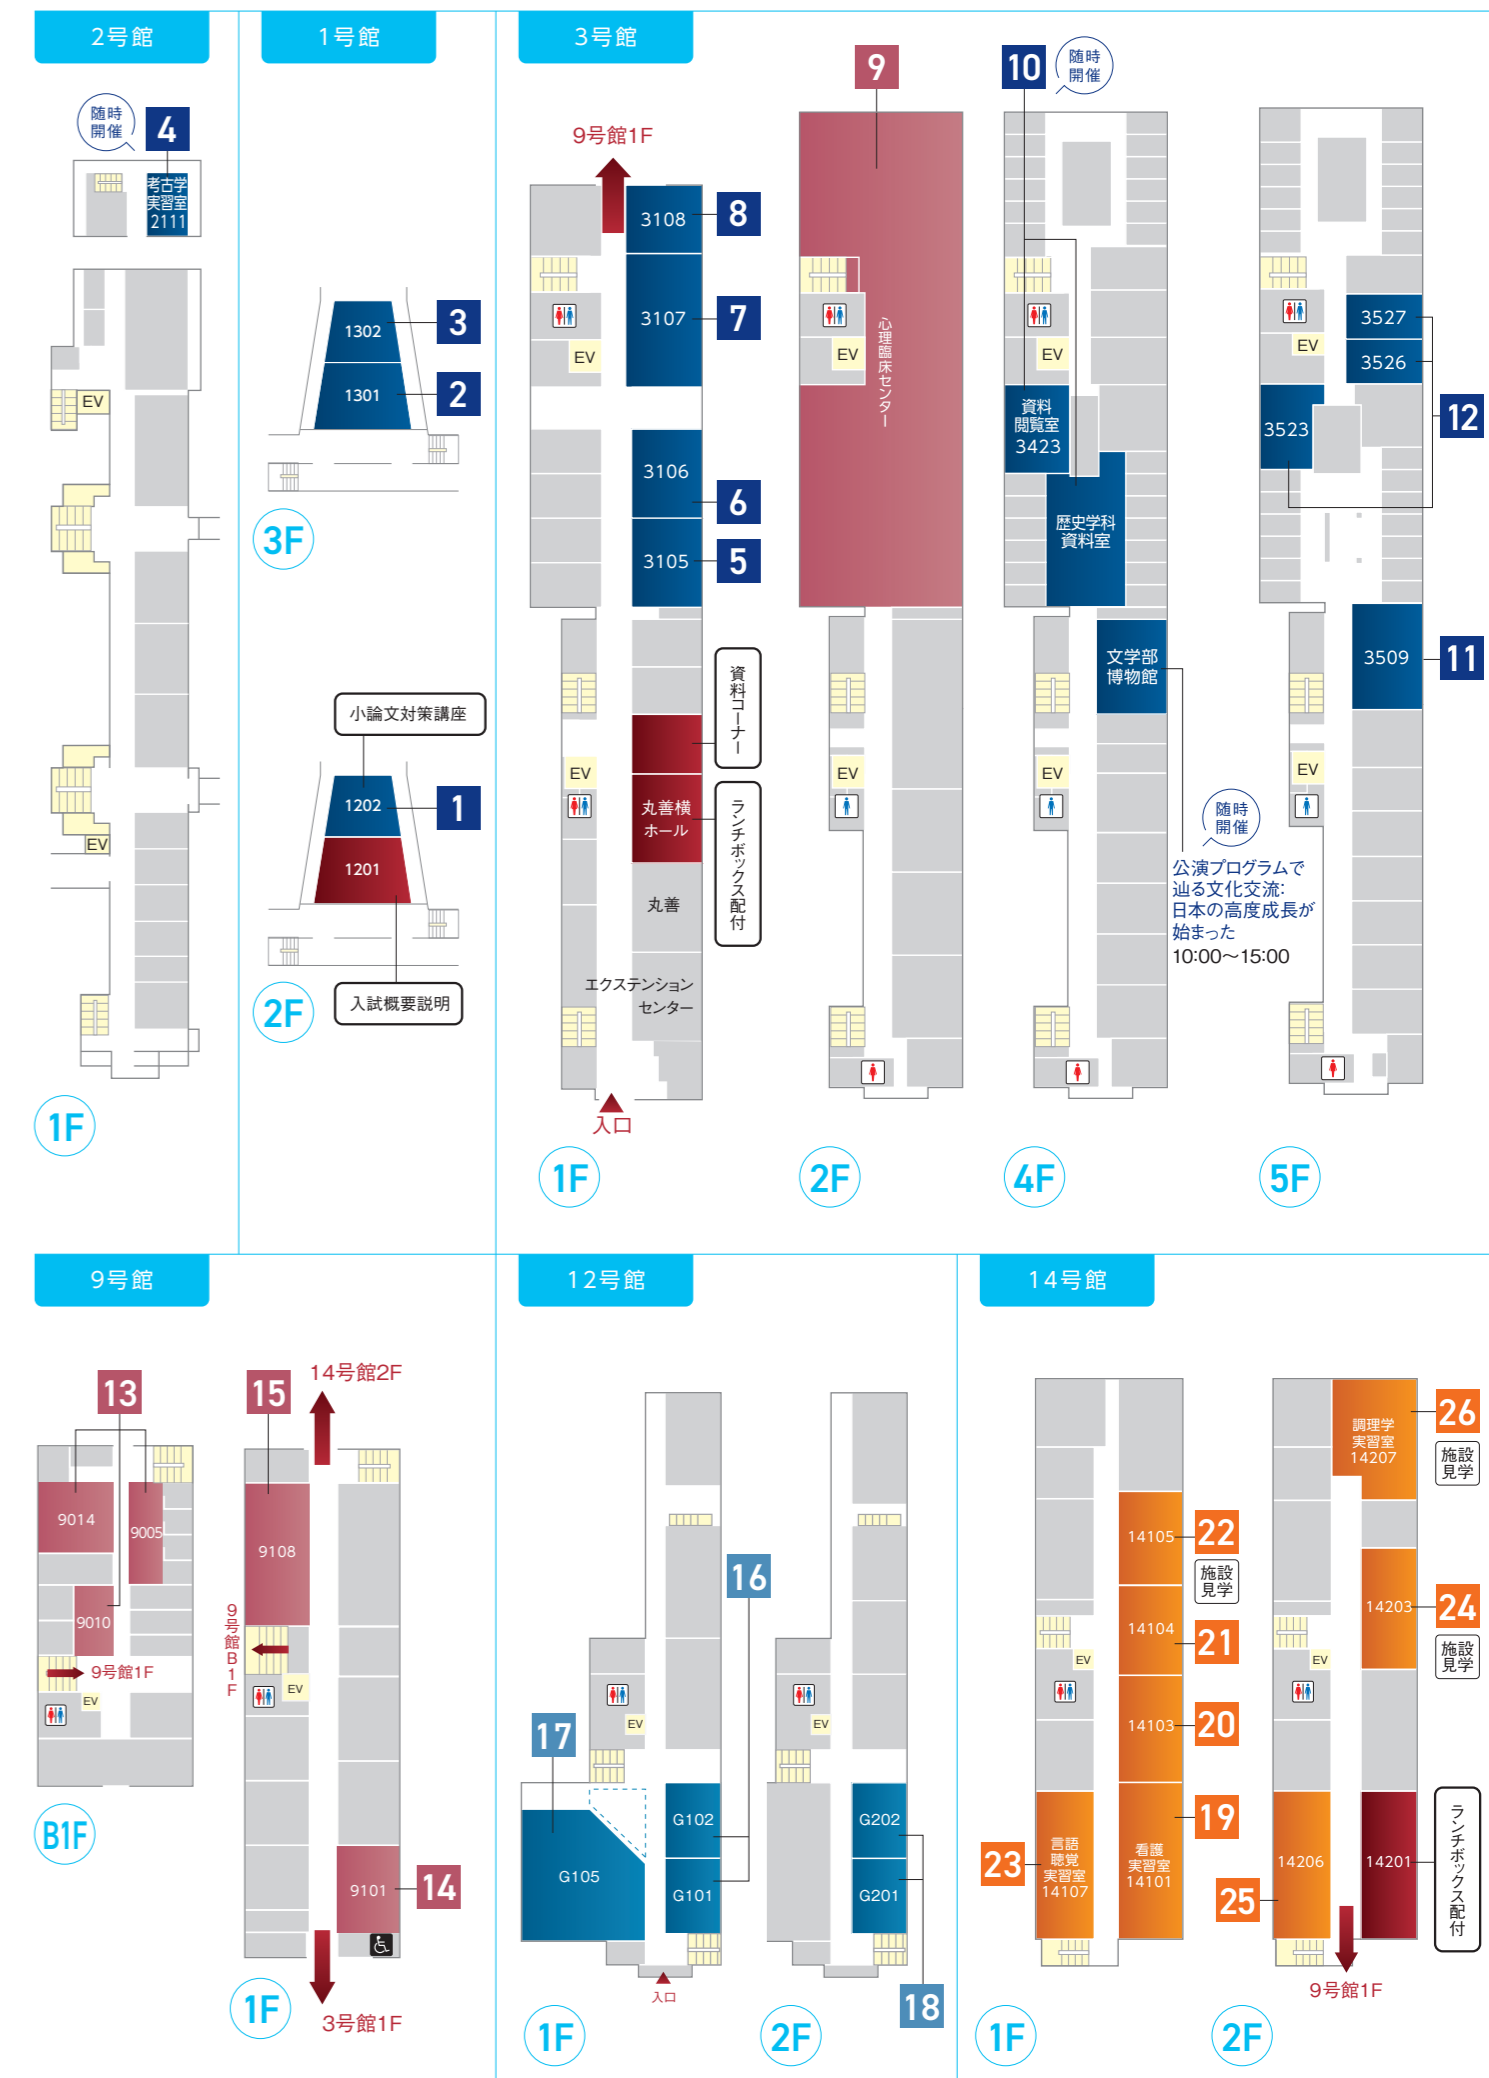 2号館
随時
開催
4
考古学
実習室
2111
EV
EV
1F
1号館
1302
3
1301
2
3F
小論文対策講座
1202
1
1201
入試概要説明
2F
3号館
9号館1F
3108
8
3107
7
EV
3106
6
3105
5
資料コーナー
EV
丸善横
ホール
ランチボックス配付
丸善
エクステンション
センター
入口
1F
9
EV
心理臨床センター
EV
2F
10
随時
開催
EV
資料
閲覧室
3423
歴史学科
資料室
文学部
博物館
EV
随時
開催
公演プログラムで
辿る文化交流：
日本の高度成長が
始まった
10:00〜15:00
4F
3527
EV
3526
3523
12
3509
11
EV
5F
9号館
13
9014
9005
9010
9号館1F
EV
B1F
15
14号館2F
9108
9号館B1F
EV
9101
14
1F
3号館1F
12号館
16
17
EV
G102
G105
G101
入口
1F
EV
G202
G201
18
2F
14号館
14105
22
施設
見学
14104
21
EV
14103
20
19
23
言語
聴覚
実習室
14107
看護
実習室
14101
1F
調理学
実習室
14207
26
施設
見学
14203
24
施設
見学
EV
14206
25
14201
ランチボックス配付
9号館1F
2F